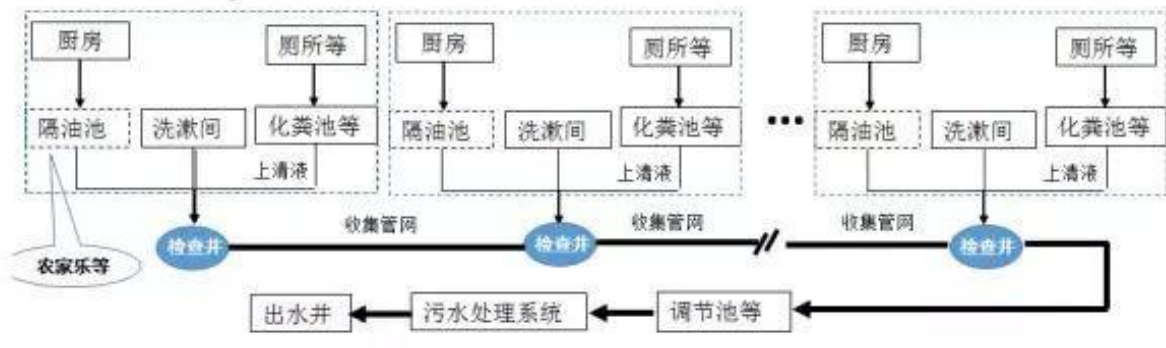 厨房
厕所等
厨房
厕所等
厨房
厕所等
隔油池
洗漱间
化粪池等
隔油池
洗漱间
化粪池等
•••
隔油池
洗漱间
化粪池等
上清液
上清液
上清液
收集管网
收集管网
收集管网
检查井
检查井
检查井
农家乐等
出水井
污水处理系统
调节池等